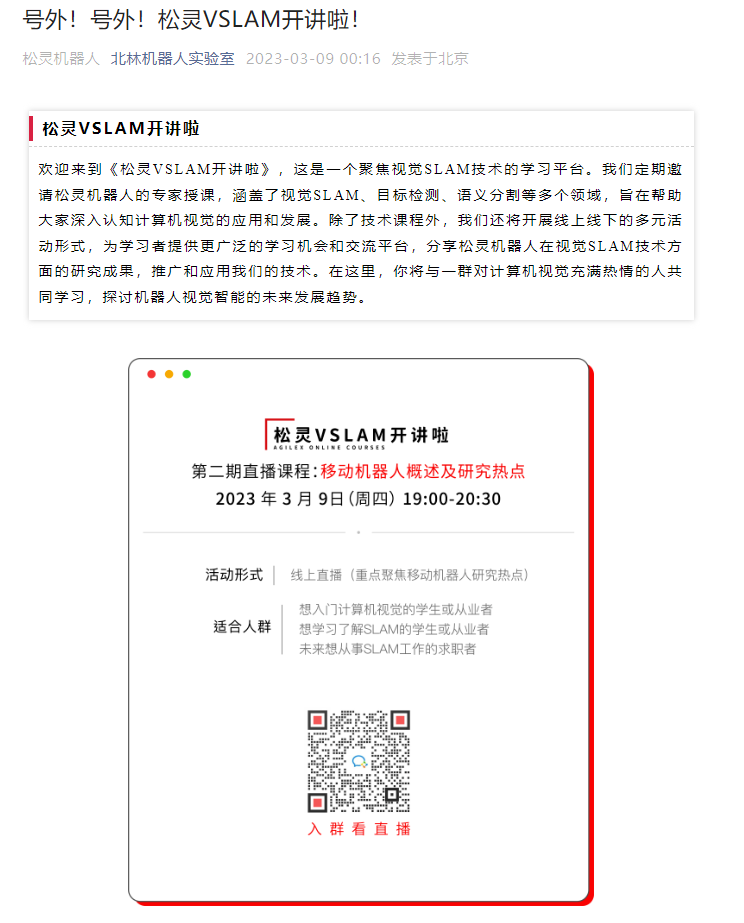 号外！号外！松灵VSLAM开讲啦！
松灵机器人 北林机器人实验室 2023-03-09 00:16 发表于北京
松灵VSLAM开讲啦
欢迎来到《松灵VSLAM开讲啦》，这是一个聚焦视觉SLAM技术的学习平台。我们定期邀
请松灵机器人的专家授课，涵盖了视觉SLAM、目标检测、语义分割等多个领域，旨在帮助
大家深入认知计算机视觉的应用和发展。除了技术课程外，我们还将开展线上线下的多元活
动形式，为学习者提供更广泛的学习机会和交流平台，分享松灵机器人在视觉SLAM技术方
面的研究成果，推广和应用我们的技术。在这里，你将与一群对计算机视觉充满热情的人共
同学习，探讨机器人视觉智能的未来发展趋势。
松灵VSLAM开讲啦
AGILEX ONLINE COURSES
第二期直播课程：移动机器人概述及研究热点
2023 年 3 月 9日（周四）19:00-20:30
活动形式 线上直播（重点聚焦移动机器人研究热点）
适合人群
想入门计算机视觉的学生或从业者
想学习了解SLAM的学生或从业者
未来想从事SLAM工作的求职者
入群看直播